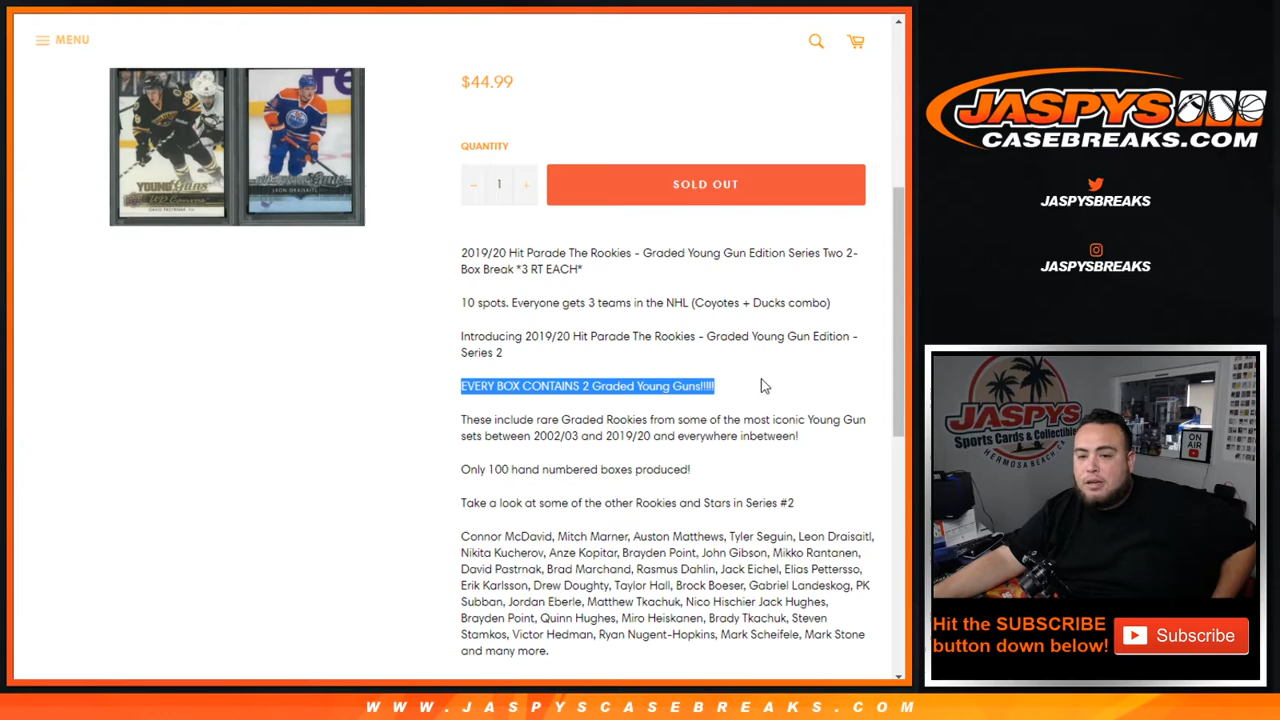 MENU
$44.99
QUANTITY
− 1 +
SOLD OUT
YOUNG Guns
DAVID PASTRNAK
LEON DRAISAITL
2019/20 Hit Parade The Rookies - Graded Young Gun Edition Series Two 2-
Box Break *3 RT EACH*
10 spots. Everyone gets 3 teams in the NHL (Coyotes + Ducks combo)
Introducing 2019/20 Hit Parade The Rookies - Graded Young Gun Edition -
Series 2
EVERY BOX CONTAINS 2 Graded Young Guns!!!!!
These include rare Graded Rookies from some of the most iconic Young Gun
sets between 2002/03 and 2019/20 and everywhere inbetween!
Only 100 hand numbered boxes produced!
Take a look at some of the other Rookies and Stars in Series #2
Connor McDavid, Mitch Marner, Auston Matthews, Tyler Seguin, Leon Draisaitl,
Nikita Kucherov, Anze Kopitar, Brayden Point, John Gibson, Mikko Rantanen,
David Pastrnak, Brad Marchand, Rasmus Dahlin, Jack Eichel, Elias Pettersso,
Erik Karlsson, Drew Doughty, Taylor Hall, Brock Boeser, Gabriel Landeskog, PK
Subban, Jordan Eberle, Matthew Tkachuk, Nico Hischier Jack Hughes,
Brayden Point, Quinn Hughes, Miro Heiskanen, Brady Tkachuk, Steven
Stamkos, Victor Hedman, Ryan Nugent-Hopkins, Mark Scheifele, Mark Stone
and many more.
JASPYS
CASEBREAKS.COM
JASPYSBREAKS
JASPYSBREAKS
JASPYS
Sports Cards & Collectibles
HERMOSA BEACH, CA
ON
AIR
Hit the SUBSCRIBE
button down below!
Subscribe
WWW.JASPYSCASEBREAKS.COM